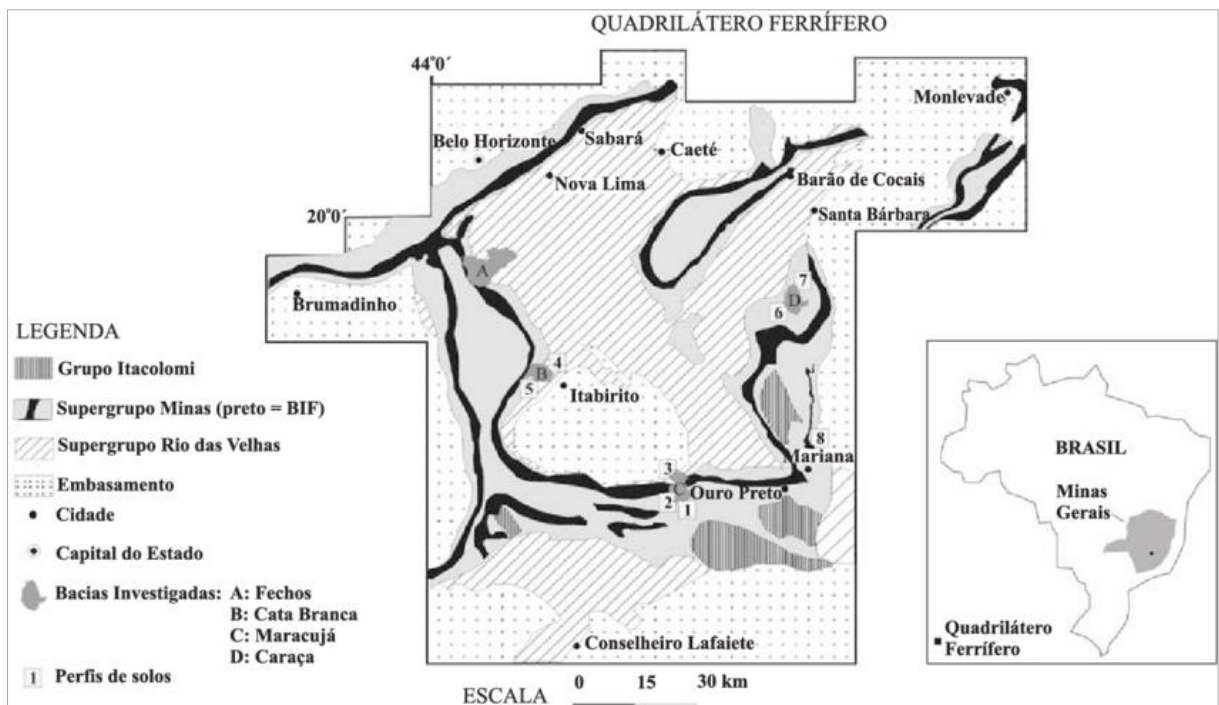 QUADRILÁTERO FERRÍFERO
44°0´
Monlevade
Belo Horizonte
Sabará
Caeté
Nova Lima
Barão de Cocais
Santa Bárbara
20°0´
A
7
D
6
Brumadinho
4
B
5
Itabirito
8
Mariana
3
C
Ouro Preto
2
1
Conselheiro Lafaiete
LEGENDA
Grupo Itacolomi
Supergrupo Minas (preto = BIF)
Supergrupo Rio das Velhas
Embasamento
Cidade
Capital do Estado
Bacias Investigadas: A: Fechos
B: Cata Branca
C: Maracujá
D: Caraça
1 Perfis de solos
ESCALA
0 15 30 km
BRASIL
Minas
Gerais
Quadrilátero
Ferrífero